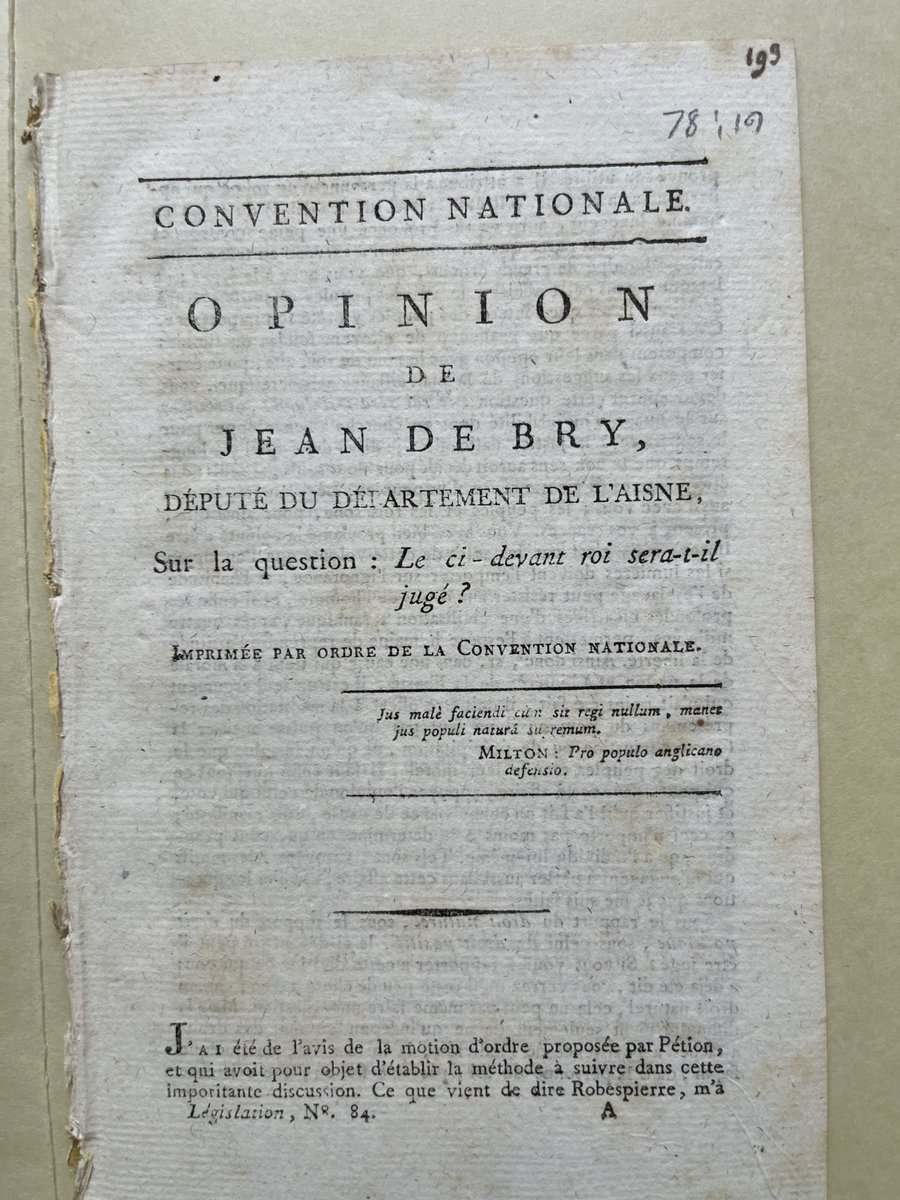 193
78
CONVENTION NATIONALE.
OPINION
DE
JEAN DE BRY,
DÉPUTÉ DU DÉPARTEMENT DE L'AISNE,
Sur la question : Le ci-devant roi sera-t-il
jugé ?
IMPRIMÉE PAR ORDRE DE LA CONVENTION NATIONALE.
Jus malè faciendi cùm sit regi nullum, manet
jus populi naturâ supremum.
MILTON : Pro populo anglicano
defensio.
J'AI été de l'avis de la motion d'ordre proposée par Pétion,
et qui avoit pour objet d'établir la méthode à suivre dans cette
importante discussion. Ce que vient de dire Robespierre, m'a
Législation, Nº. 84. A